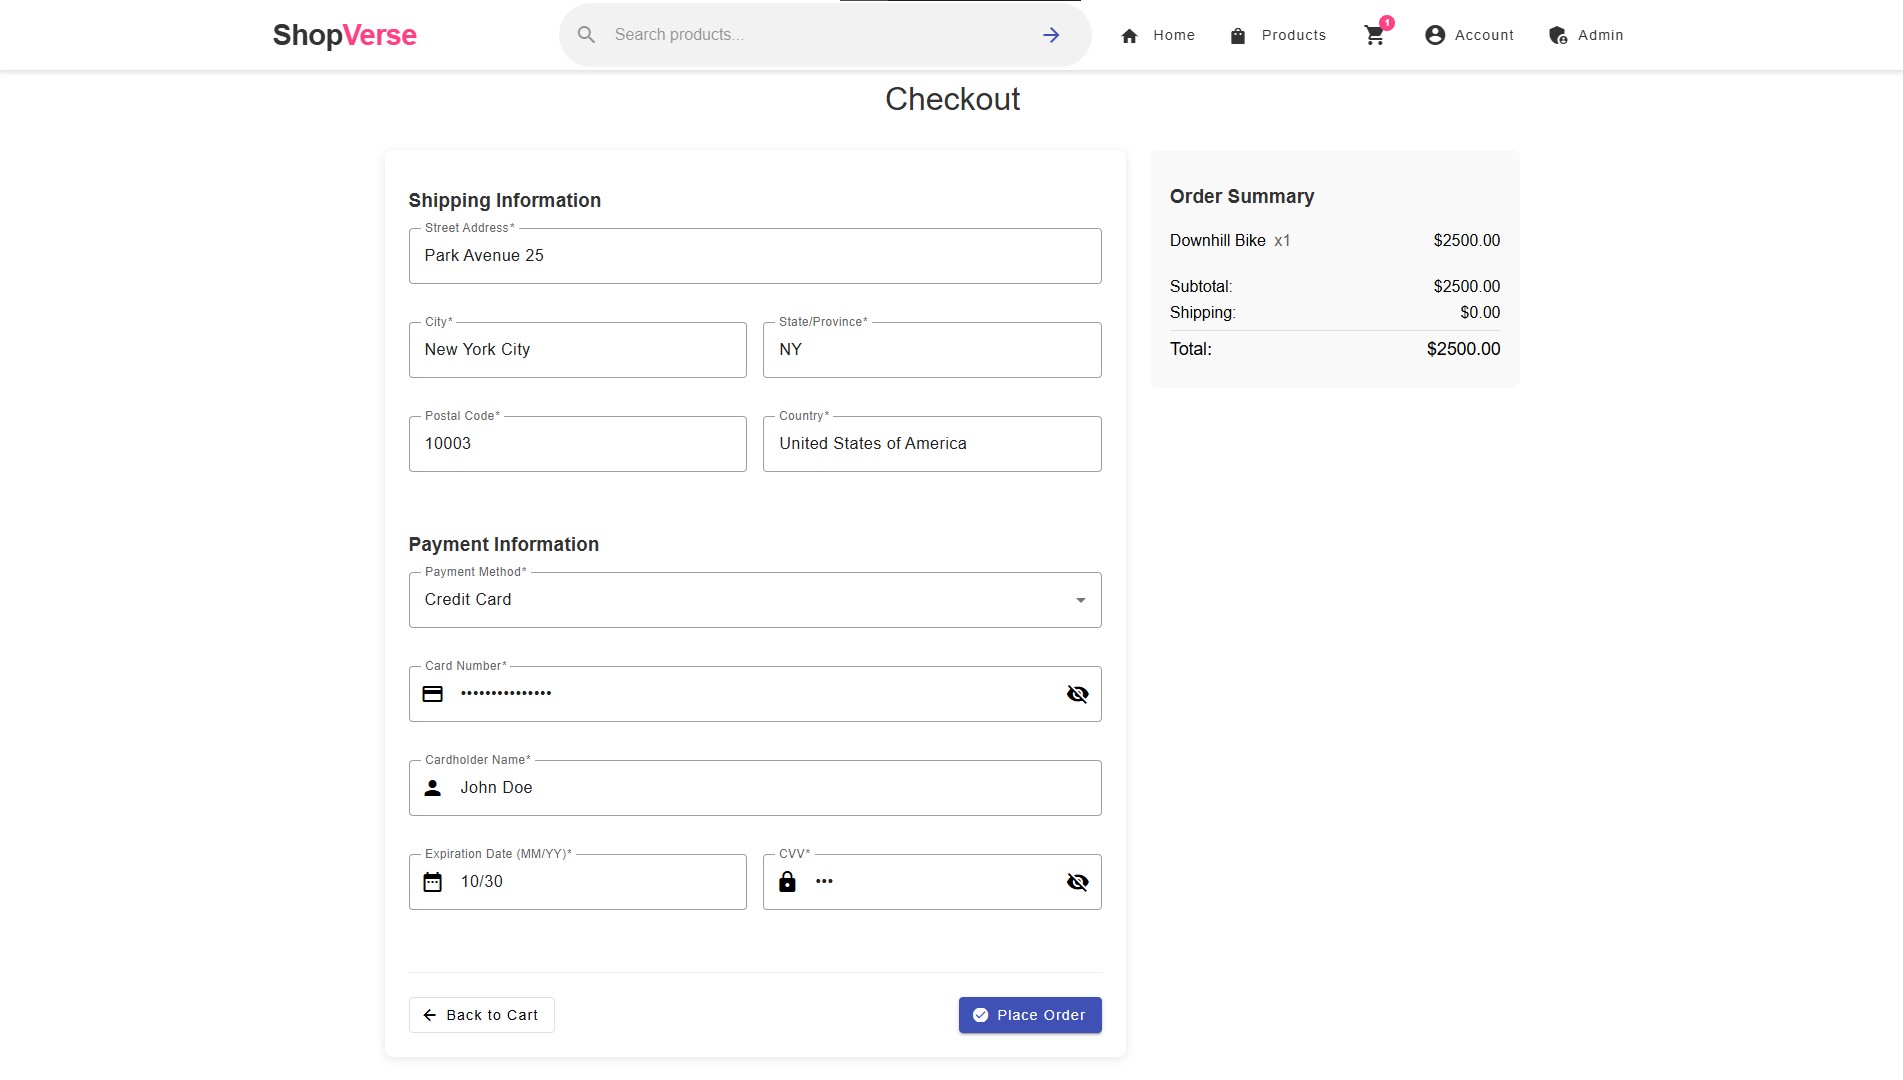 ShopVerse
Search products...
Home
Products
1
Account
Admin
Checkout
Shipping Information
Street Address*
Park Avenue 25
City*
New York City
State/Province*
NY
Postal Code*
10003
Country*
United States of America
Payment Information
Payment Method*
Credit Card
Card Number*
•••••••••••••••
Cardholder Name*
John Doe
Expiration Date (MM/YY)*
10/30
CVV*
•••
Back to Cart
Place Order
Order Summary
Downhill Bike x1 $2500.00
Subtotal: $2500.00
Shipping: $0.00
Total: $2500.00